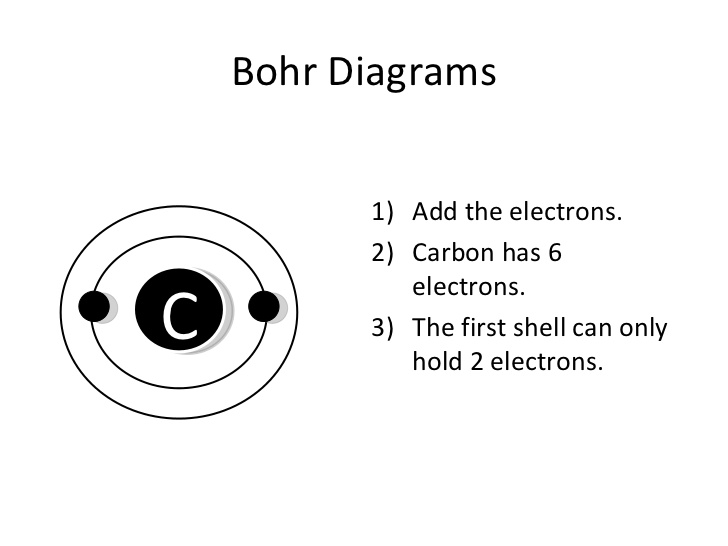 Bohr Diagrams
C
1) Add the electrons.
2) Carbon has 6
electrons.
3) The first shell can only
hold 2 electrons.